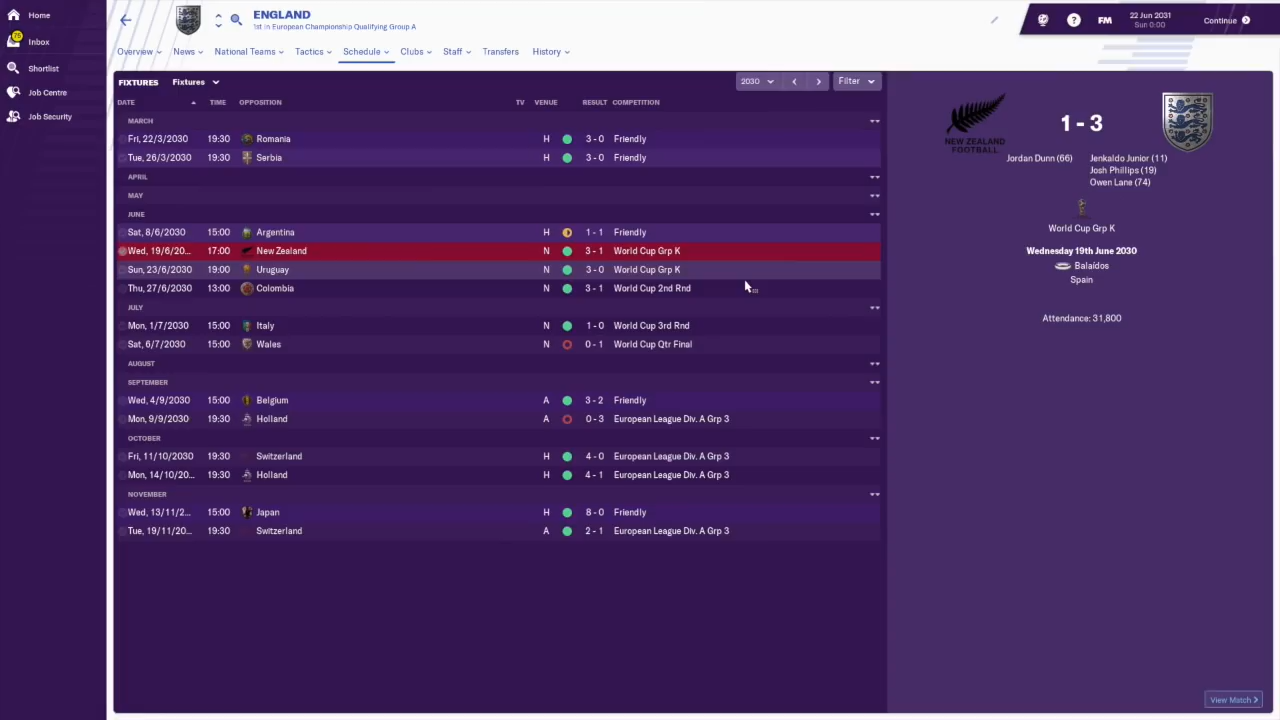 ENGLAND
1st in European Championship Qualifying Group A
22 Jun 2031
Sun 0:00
FM
Continue
75
Home
Inbox
Shortlist
Job Centre
Job Security
Overview
News
National Teams
Tactics
Schedule
Clubs
Staff
Transfers
History
FIXTURES Fixtures 2030 Filter
DATE TIME OPPOSITION TV VENUE RESULT COMPETITION
MARCH
Fri, 22/3/2030 19:30 Romania H 3 - 0 Friendly
Tue, 26/3/2030 19:30 Serbia H 3 - 0 Friendly
APRIL
MAY
JUNE
Sat, 8/6/2030 15:00 Argentina H 1 - 1 Friendly
Wed, 19/6/20... 17:00 New Zealand N 3 - 1 World Cup Grp K
Sun, 23/6/2030 19:00 Uruguay N 3 - 0 World Cup Grp K
Thu, 27/6/2030 13:00 Colombia N 3 - 1 World Cup 2nd Rnd
JULY
Mon, 1/7/2030 15:00 Italy N 1 - 0 World Cup 3rd Rnd
Sat, 6/7/2030 15:00 Wales N 0 - 1 World Cup Qtr Final
AUGUST
SEPTEMBER
Wed, 4/9/2030 15:00 Belgium A 3 - 2 Friendly
Mon, 9/9/2030 19:30 Holland A 0 - 3 European League Div. A Grp 3
OCTOBER
Fri, 11/10/2030 19:30 Switzerland H 4 - 0 European League Div. A Grp 3
Mon, 14/10/20... 19:30 Holland H 4 - 1 European League Div. A Grp 3
NOVEMBER
Wed, 13/11/2... 15:00 Japan H 8 - 0 Friendly
Tue, 19/11/20... 19:30 Switzerland A 2 - 1 European League Div. A Grp 3
NEW ZEALAND
FOOTBALL
1 - 3
Jordan Dunn (66) Jenkaldo Junior (11)
Josh Phillips (19)
Owen Lane (74)
World Cup Grp K
Wednesday 19th June 2030
Balaídos
Spain
Attendance: 31,800
View Match